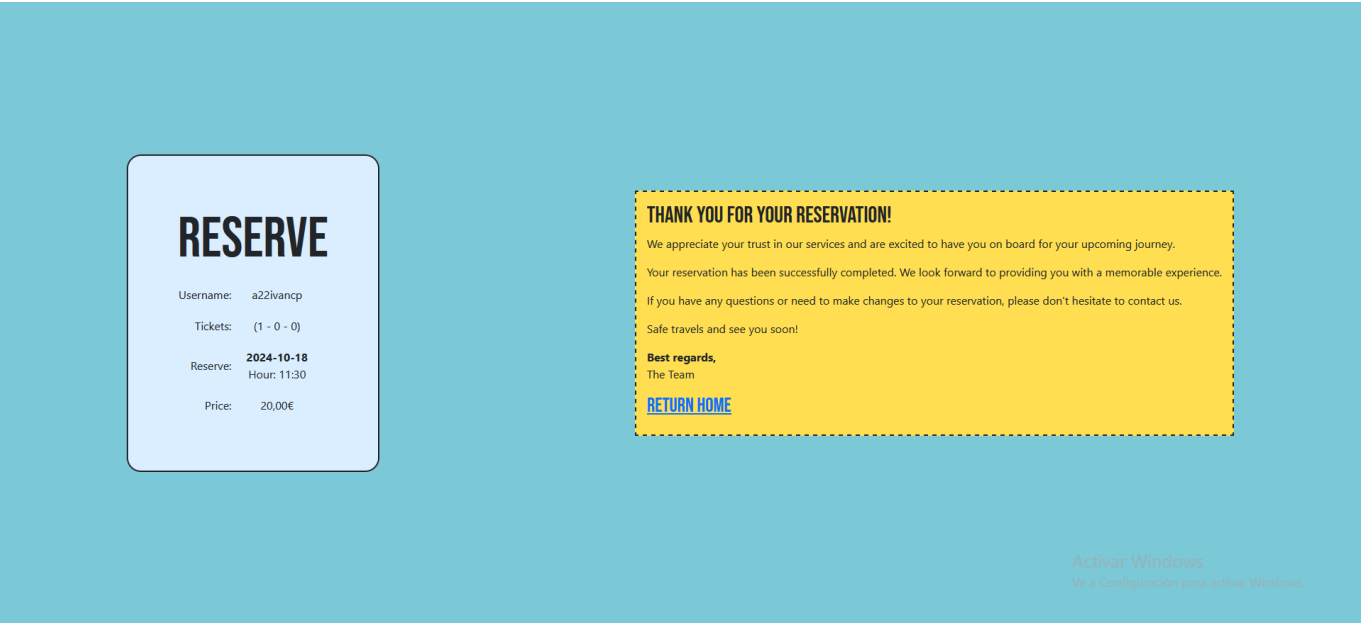 RESERVE
Username: a22ivancp
Tickets: (1 - 0 - 0)
Reserve: 2024-10-18
Hour: 11:30
Price: 20,00€
THANK YOU FOR YOUR RESERVATION!
We appreciate your trust in our services and are excited to have you on board for your upcoming journey.
Your reservation has been successfully completed. We look forward to providing you with a memorable experience.
If you have any questions or need to make changes to your reservation, please don't hesitate to contact us.
Safe travels and see you soon!
Best regards,
The Team
RETURN HOME
Activar Windows
Ve a Configuración para activar Windows.